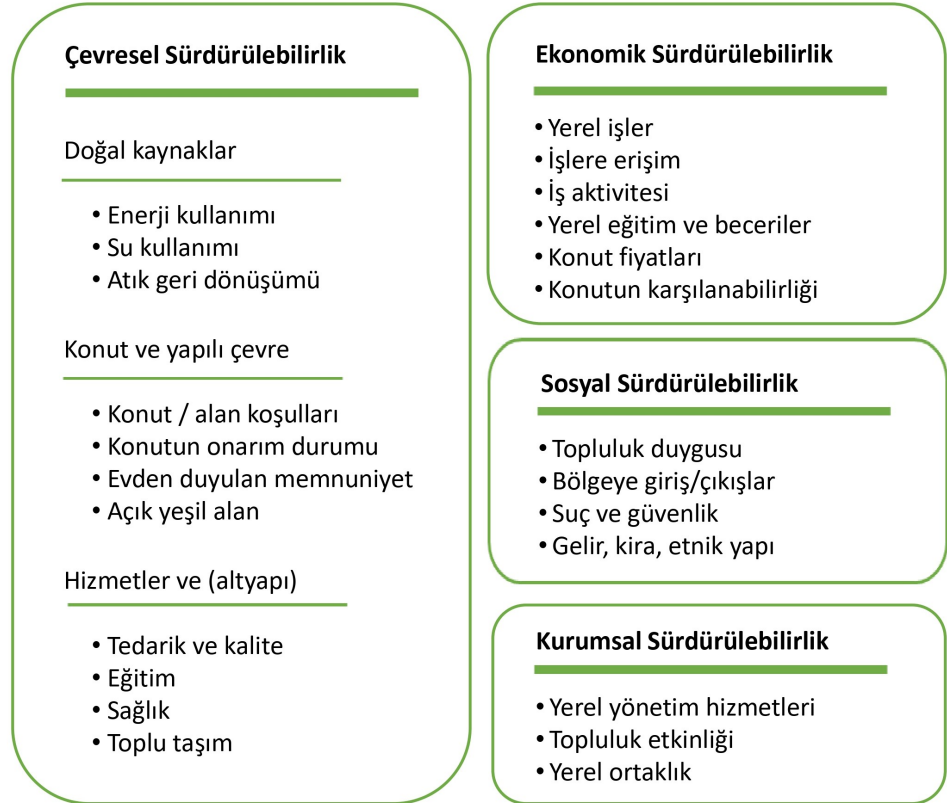 Çevresel Sürdürülebilirlik
Doğal kaynaklar
• Enerji kullanımı
• Su kullanımı
• Atık geri dönüşümü
Konut ve yapılı çevre
• Konut / alan koşulları
• Konutun onarım durumu
• Evden duyulan memnuniyet
• Açık yeşil alan
Hizmetler ve (altyapı)
• Tedarik ve kalite
• Eğitim
• Sağlık
• Toplu taşım
Ekonomik Sürdürülebilirlik
• Yerel işler
• İşlere erişim
• İş aktivitesi
• Yerel eğitim ve beceriler
• Konut fiyatları
• Konutun karşılanabilirliği
Sosyal Sürdürülebilirlik
• Topluluk duygusu
• Bölgeye giriş/çıkışlar
• Suç ve güvenlik
• Gelir, kira, etnik yapı
Kurumsal Sürdürülebilirlik
• Yerel yönetim hizmetleri
• Topluluk etkinliği
• Yerel ortaklık